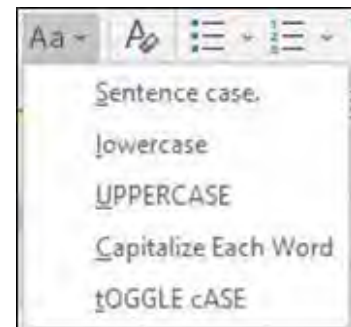 Aa
Sentence case.
lowercase
UPPERCASE
Capitalize Each Word
tOGGLE cASE